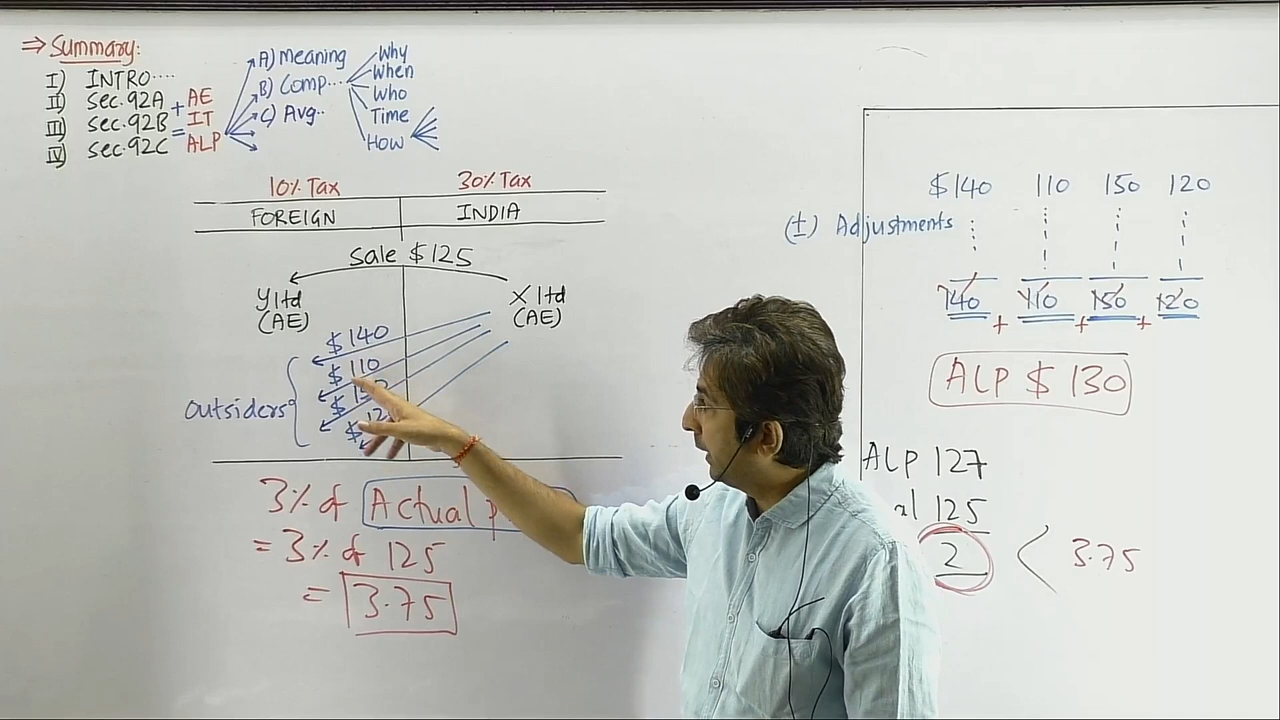 ⇒ Summary:
I) INTRO....
II) sec.92A + AE
III) sec.92B = IT
IV) sec.92C ALP
A) Meaning
B) Comp...
C) Avg..
Why
When
Who
Time
How
10% Tax 30% Tax
FOREIGN INDIA
Sale $125
Y ltd X ltd
(AE) (AE)
$140
$110
$150
$12
outsiders
3% of Actual p
= 3% of 125
= 3.75
$140 110 150 120
(±) Adjustments
140 + 110 + 150 + 120
ALP $ 130
ALP 127
al 125
2 < 3.75